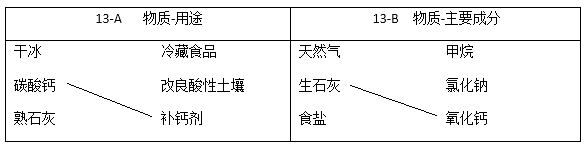 13-A 物质-用途 13-B 物质-主要成分
干冰 冷藏食品 天然气 甲烷
碳酸钙 改良酸性土壤 生石灰 氯化钠
熟石灰 补钙剂 食盐 氧化钙